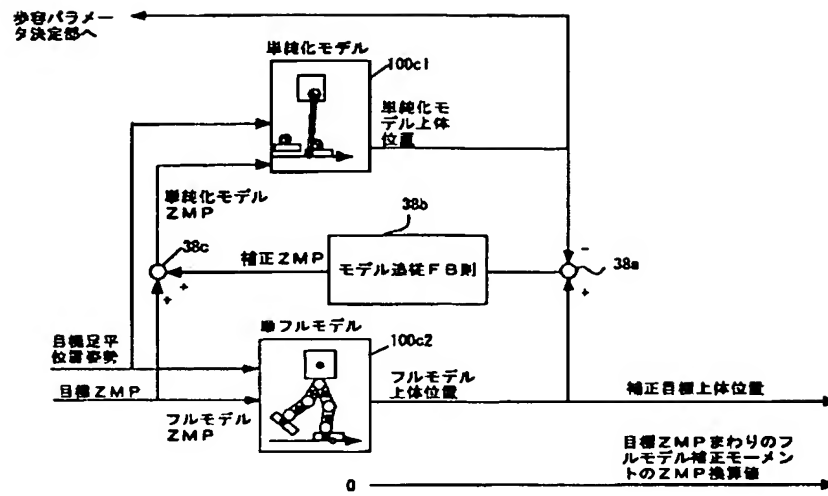 歩容パラメー
タ決定部へ
単純化モデル
100c1
単純化モ
デル上体
位置
単純化モデル
ZMP
38b
38c
補正ZMP
モデル追従FB則
-
38a
+
+
+
目標足平
位置姿勢
単フルモデル
100c2
目標ZMP
フルモデル
ZMP
フルモデル
上体位置
補正目標上体位置
目標ZMPまわりのフ
ルモデル補正モーメン
トのZMP換算値
0